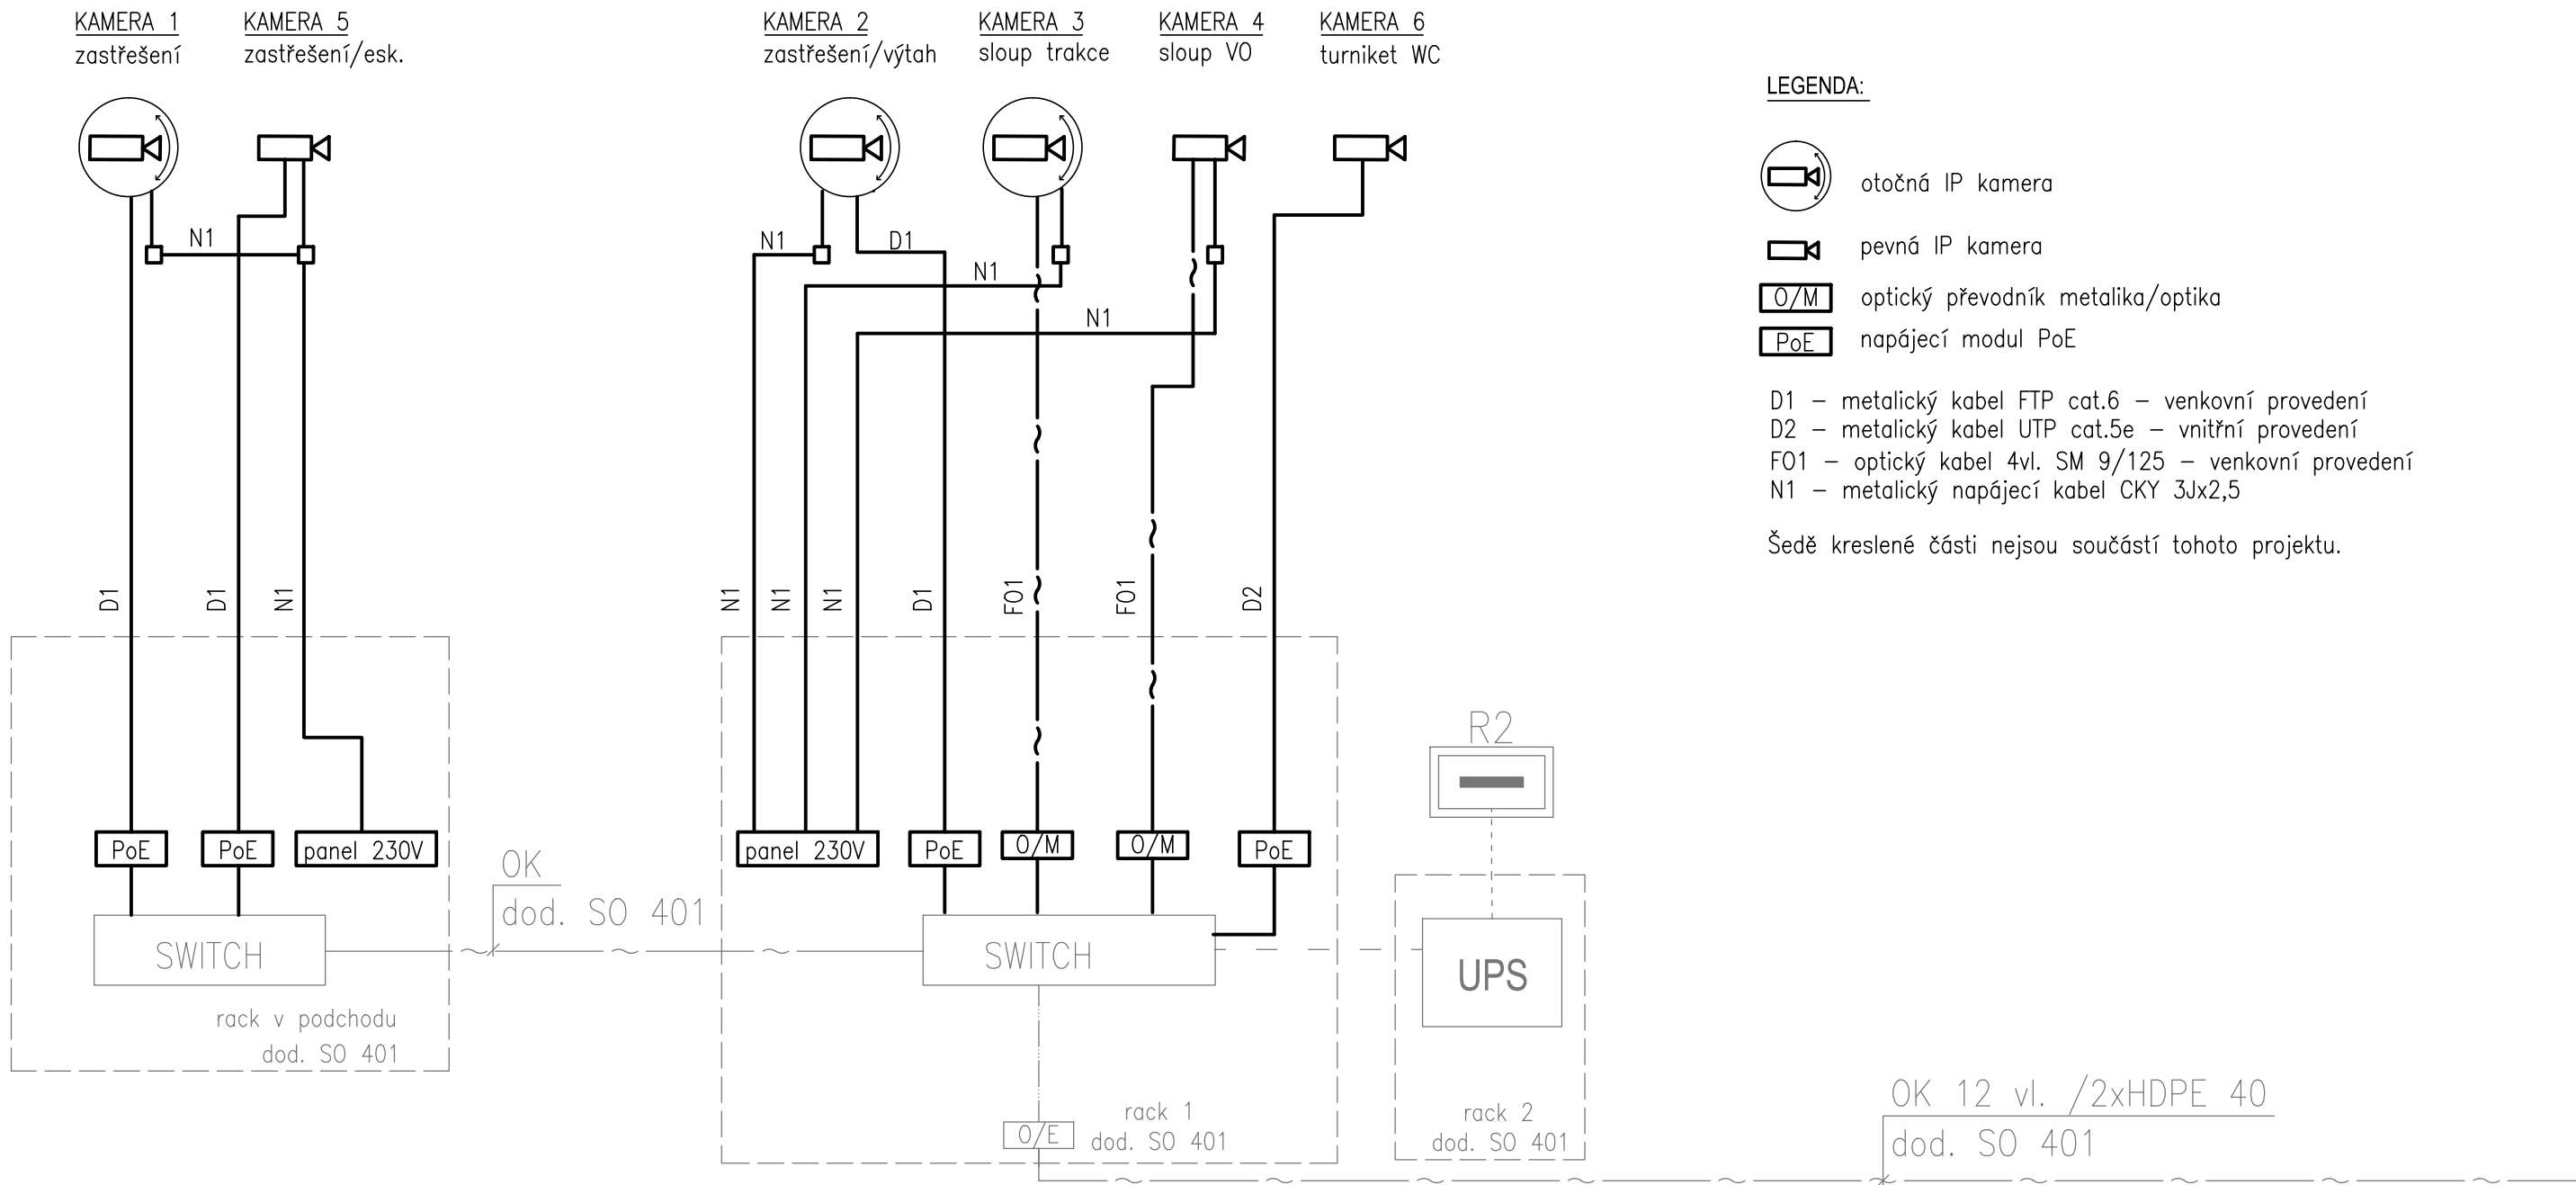 KAMERA 1
zastřešení
KAMERA 5
zastřešení/esk.
KAMERA 2
zastřešení/výtah
KAMERA 3
sloup trakce
KAMERA 4
sloup VO
KAMERA 6
turniket WC
LEGENDA:
otočná IP kamera
pevná IP kamera
O/M optický převodník metalika/optika
PoE napájecí modul PoE
D1 – metalický kabel FTP cat.6 – venkovní provedení
D2 – metalický kabel UTP cat.5e – vnitřní provedení
FO1 – optický kabel 4vl. SM 9/125 – venkovní provedení
N1 – metalický napájecí kabel CKY 3Jx2,5
Šedě kreslené části nejsou součástí tohoto projektu.
N1
N1
D1
N1
N1
D1
D1
N1
N1
N1
N1
D1
FO1
FO1
D2
PoE
PoE
panel 230V
panel 230V
PoE
O/M
O/M
PoE
R2
OK
dod. SO 401
SWITCH
SWITCH
UPS
rack v podchodu
dod. SO 401
rack 1
dod. SO 401
O/E
rack 2
dod. SO 401
OK 12 vl. /2xHDPE 40
dod. SO 401